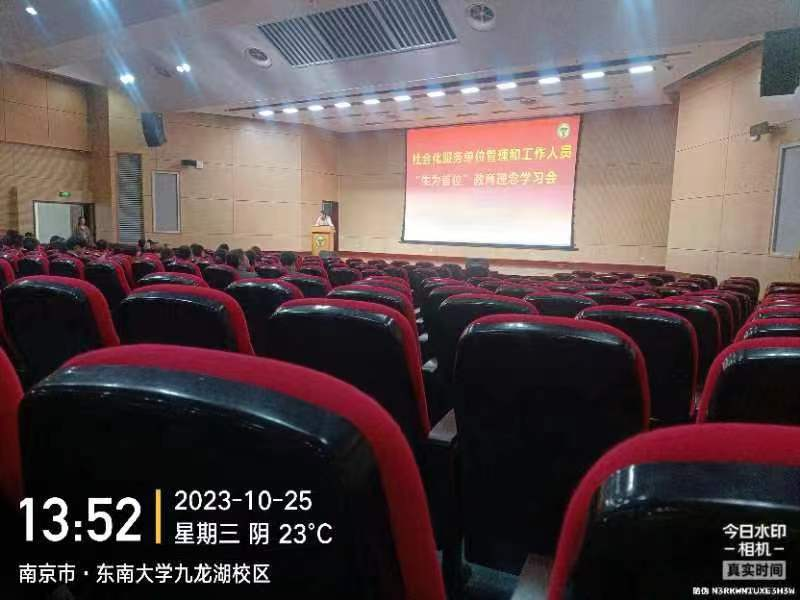 社会化服务单位管理和工作人员
“生为首位”教育理念学习会
13:52
2023-10-25
星期三 阴 23℃
南京市·东南大学九龙湖校区
今日水印
-相机-
真实时间
防伪 N3RKWNTUXE3H3W